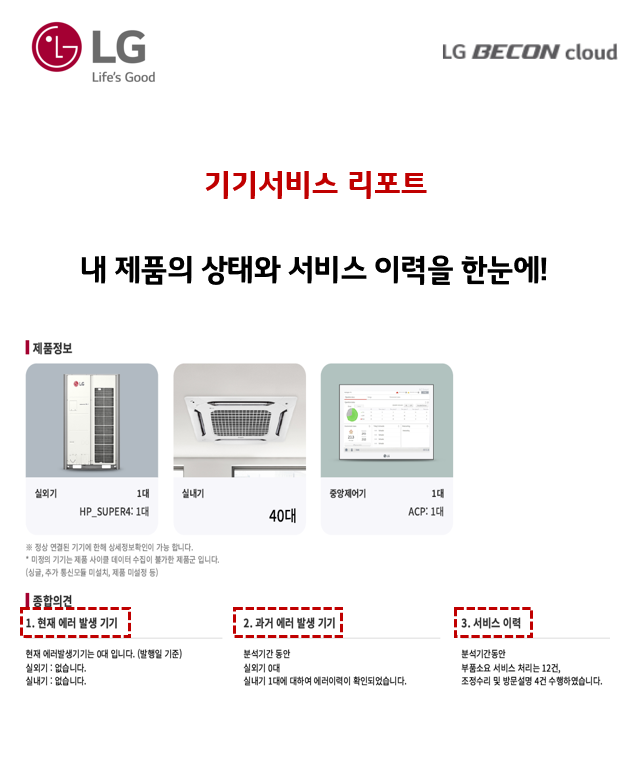 LG
Life's Good
LG BECON cloud
기기서비스 리포트
내 제품의 상태와 서비스 이력을 한눈에!
제품정보
LG
실외기 1대
HP_SUPER4: 1대
실내기
40대
중앙제어기 1대
ACP: 1대
※ 정상 연결된 기기에 한해 상세정보확인이 가능 합니다.
* 미정의 기기는 제품 사이클 데이터 수집이 불가한 제품군 입니다.
(싱글, 추가 통신모듈 미설치, 제품 미설정 등)
종합의견
1. 현재 에러 발생 기기
현재 에러발생기기는 0대 입니다. (발행일 기준)
실외기 : 없습니다.
실내기 : 없습니다.
2. 과거 에러 발생 기기
분석기간 동안
실외기 0대
실내기 1대에 대하여 에러이력이 확인되었습니다.
3. 서비스 이력
분석기간동안
부품소요 서비스 처리는 12건,
조정수리 및 방문설명 4건 수행하였습니다.